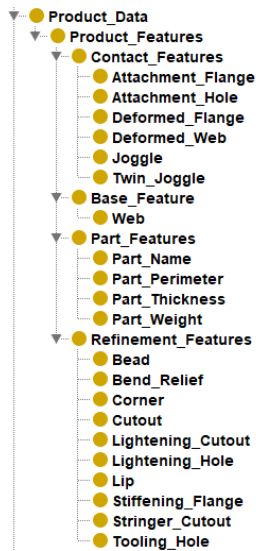 Product_Data
Product_Features
Contact_Features
Attachment_Flange
Attachment_Hole
Deformed_Flange
Deformed_Web
Joggle
Twin_Joggle
Base_Feature
Web
Part_Features
Part_Name
Part_Perimeter
Part_Thickness
Part_Weight
Refinement_Features
Bead
Bend_Relief
Corner
Cutout
Lightening_Cutout
Lightening_Hole
Lip
Stiffening_Flange
Stringer_Cutout
Tooling_Hole